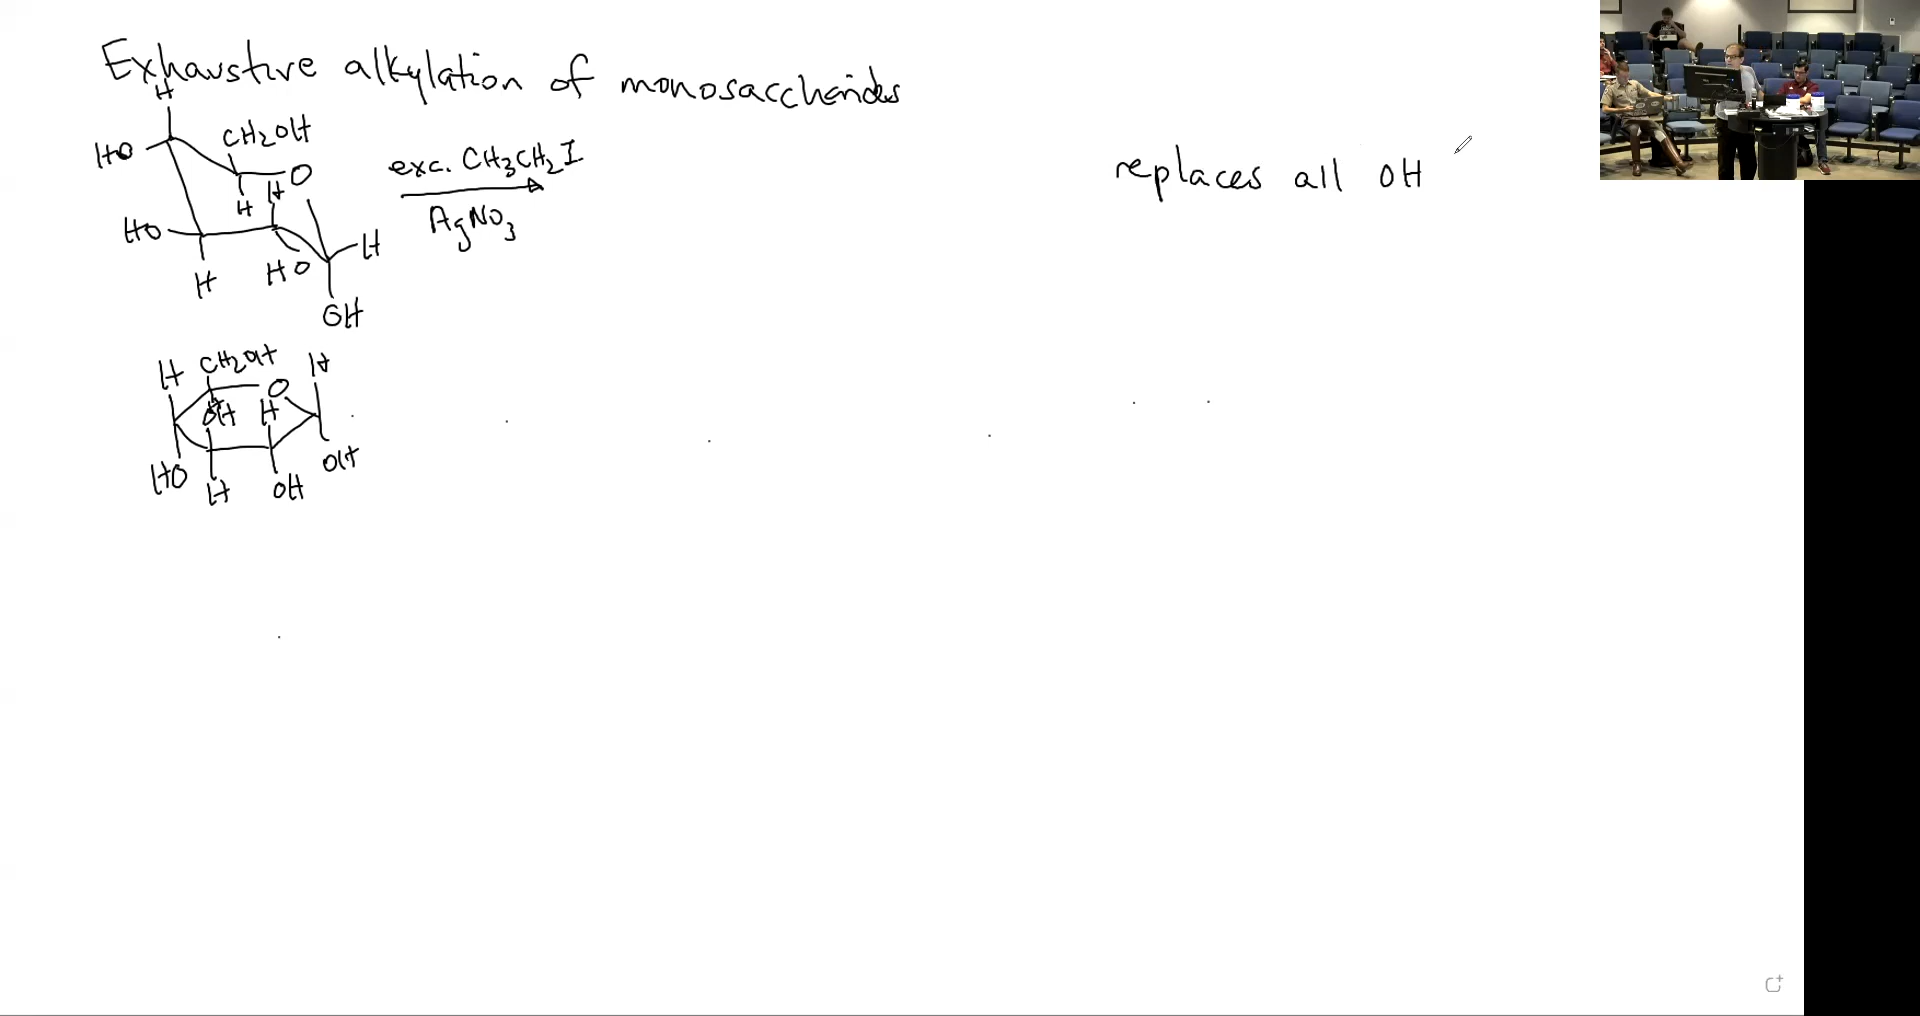 Exhaustive alkylation of monosaccharides
H
HO
CH2OH
exc. CH3CH2I
replaces all OH
O
H
H
AgNO3
HO
H
H
HO
OH
H
CH2OH
H
O
OH
H
HO
H
OH
OH